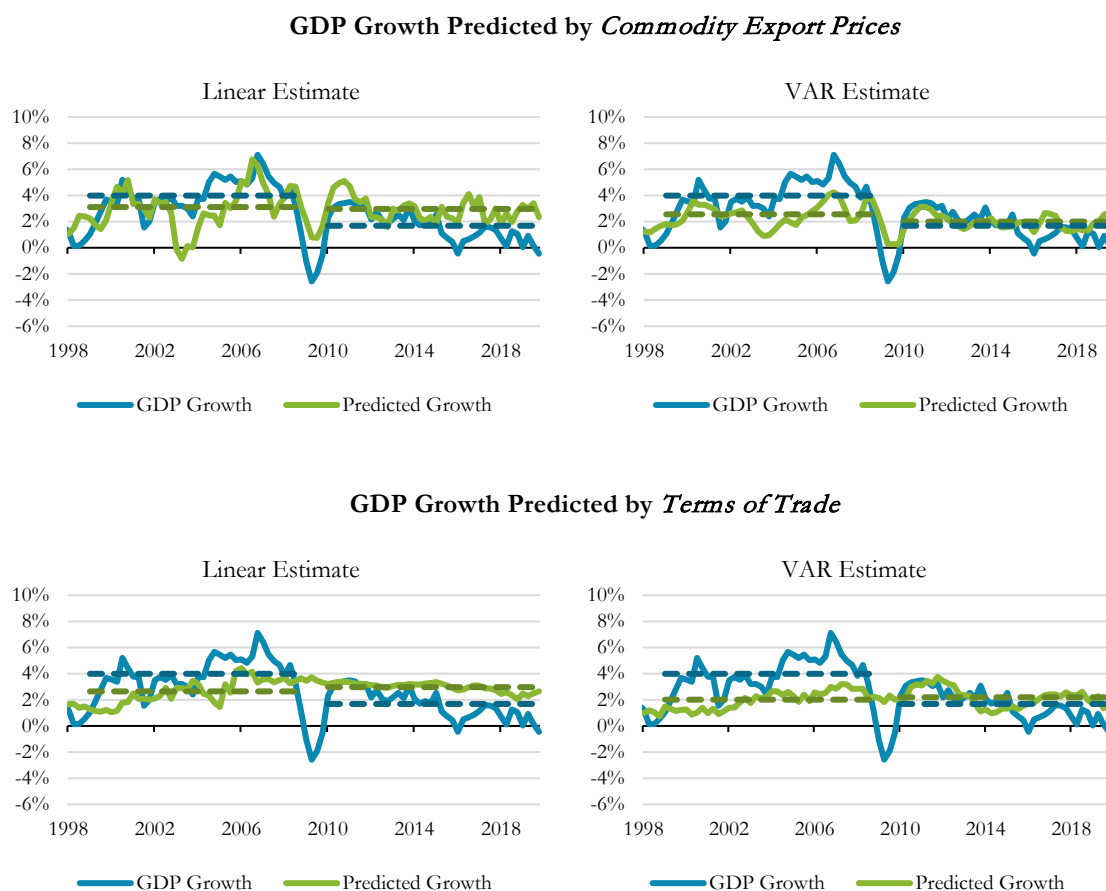 GDP Growth Predicted by Commodity Export Prices
Linear Estimate
10%
8%
6%
4%
2%
0%
-2%
-4%
-6%
1998 2002 2006 2010 2014 2018
GDP Growth Predicted Growth
VAR Estimate
10%
8%
6%
4%
2%
0%
-2%
-4%
-6%
1998 2002 2006 2010 2014 2018
GDP Growth Predicted Growth
GDP Growth Predicted by Terms of Trade
Linear Estimate
10%
8%
6%
4%
2%
0%
-2%
-4%
-6%
1998 2002 2006 2010 2014 2018
GDP Growth Predicted Growth
VAR Estimate
10%
8%
6%
4%
2%
0%
-2%
-4%
-6%
1998 2002 2006 2010 2014 2018
GDP Growth Predicted Growth